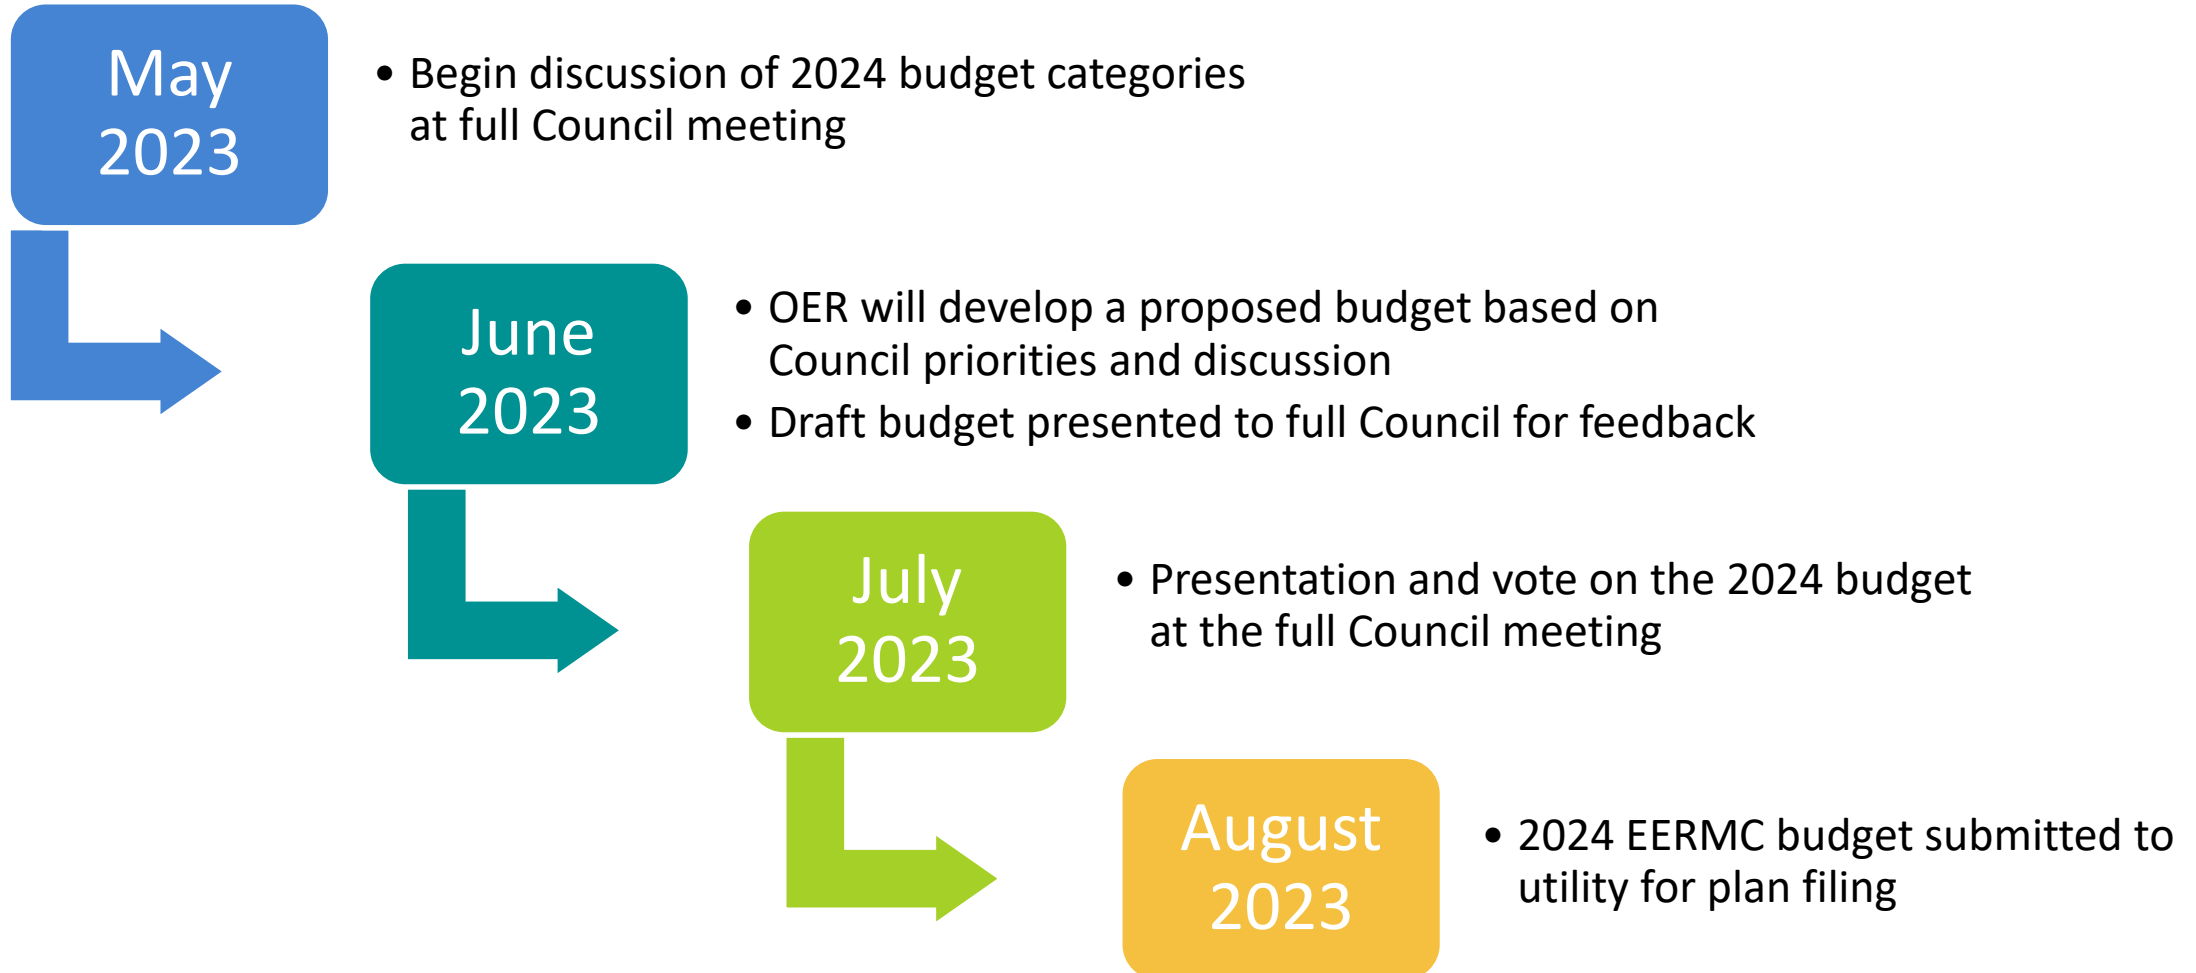 May
2023
• Begin discussion of 2024 budget categories
at full Council meeting
June
2023
• OER will develop a proposed budget based on
Council priorities and discussion
• Draft budget presented to full Council for feedback
July
2023
• Presentation and vote on the 2024 budget
at the full Council meeting
August
2023
• 2024 EERMC budget submitted to
utility for plan filing